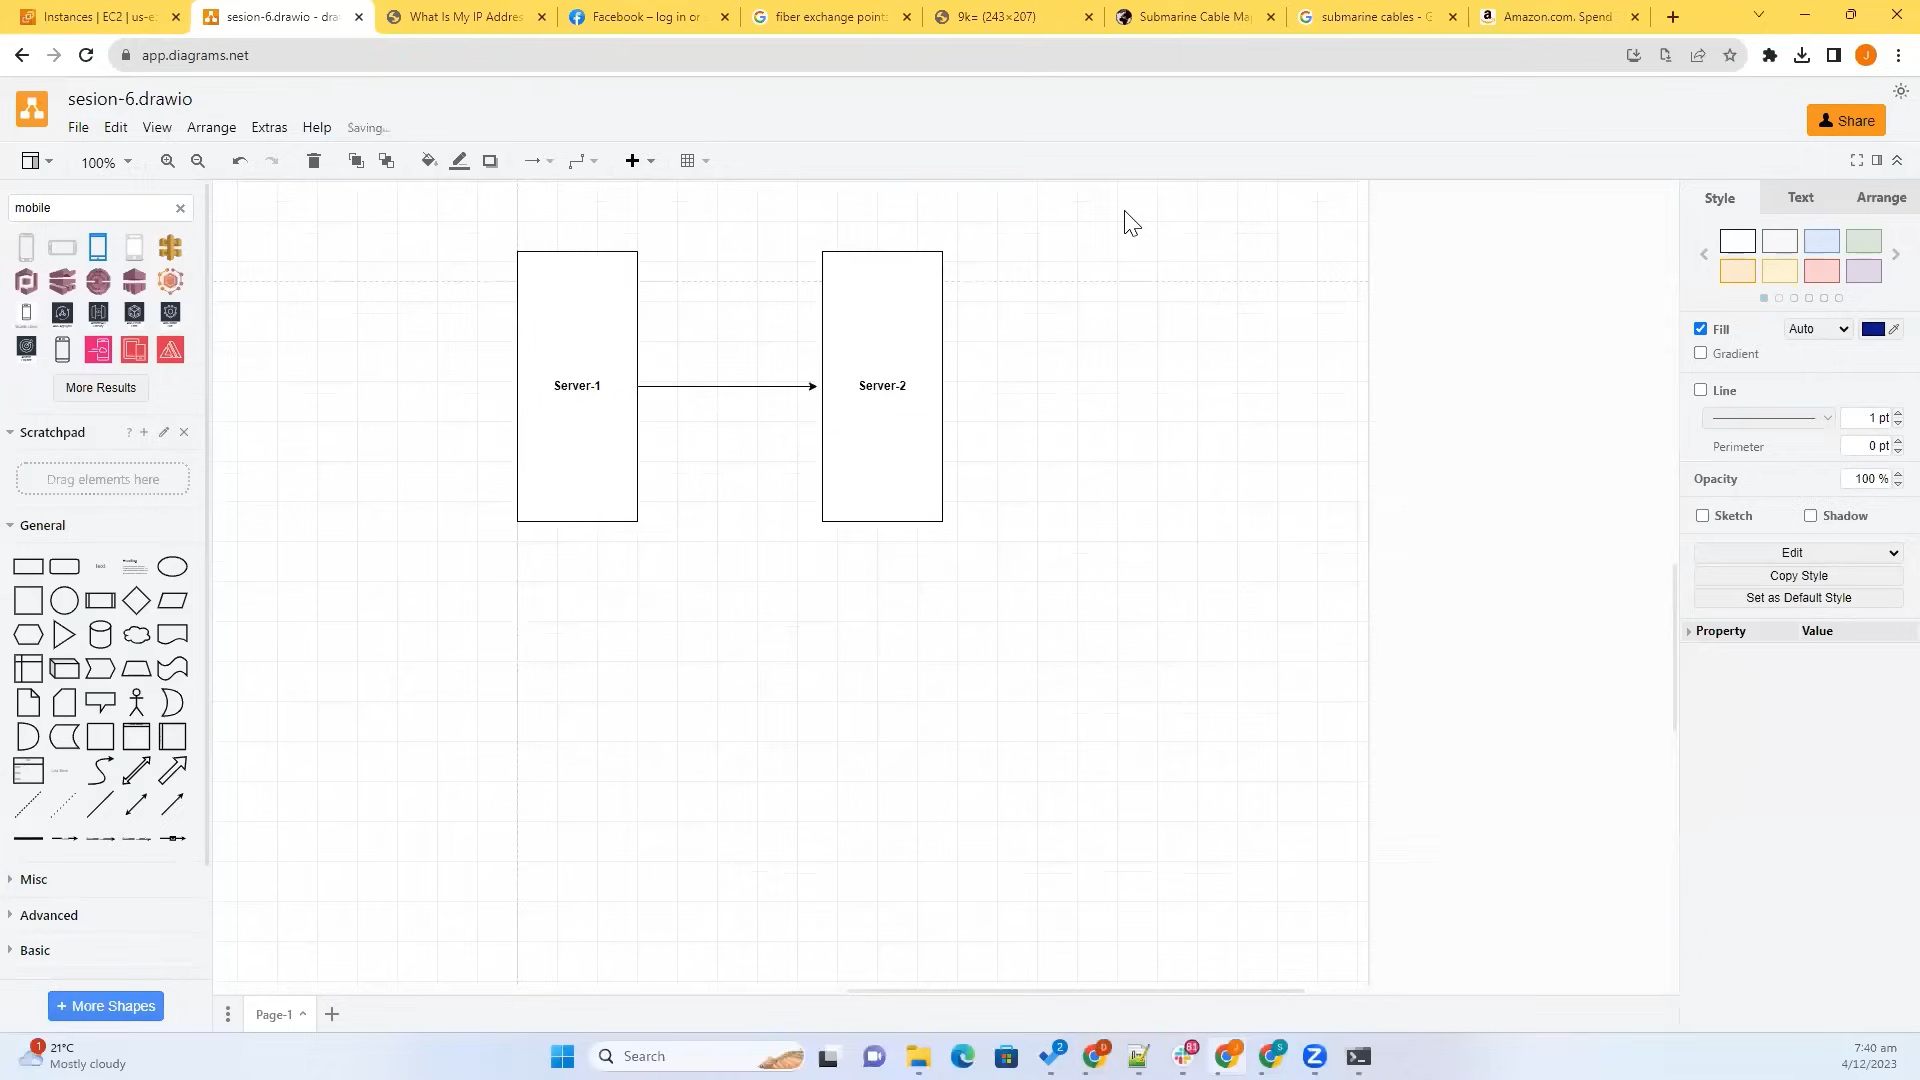 Instances | EC2 | us-e
sesion-6.drawio - dra
What Is My IP Addre
Facebook – log in or
fiber exchange point
9k= (243×207)
Submarine Cable Ma
submarine cables - G
Amazon.com. Spend
app.diagrams.net
J
sesion-6.drawio
File Edit View Arrange Extras Help Saving...
Share
100%
mobile
More Results
Scratchpad
?
Drag elements here
General
Text
Misc
Advanced
Basic
+ More Shapes
Server-1
Server-2
Style Text Arrange
Fill Auto
Gradient
Line
1 pt
Perimeter 0 pt
Opacity 100 %
Sketch Shadow
Edit
Copy Style
Set as Default Style
Property Value
Page-1
1
21°C
Mostly cloudy
Search
2
D
81
J
S
Z
7:40 am
4/12/2023